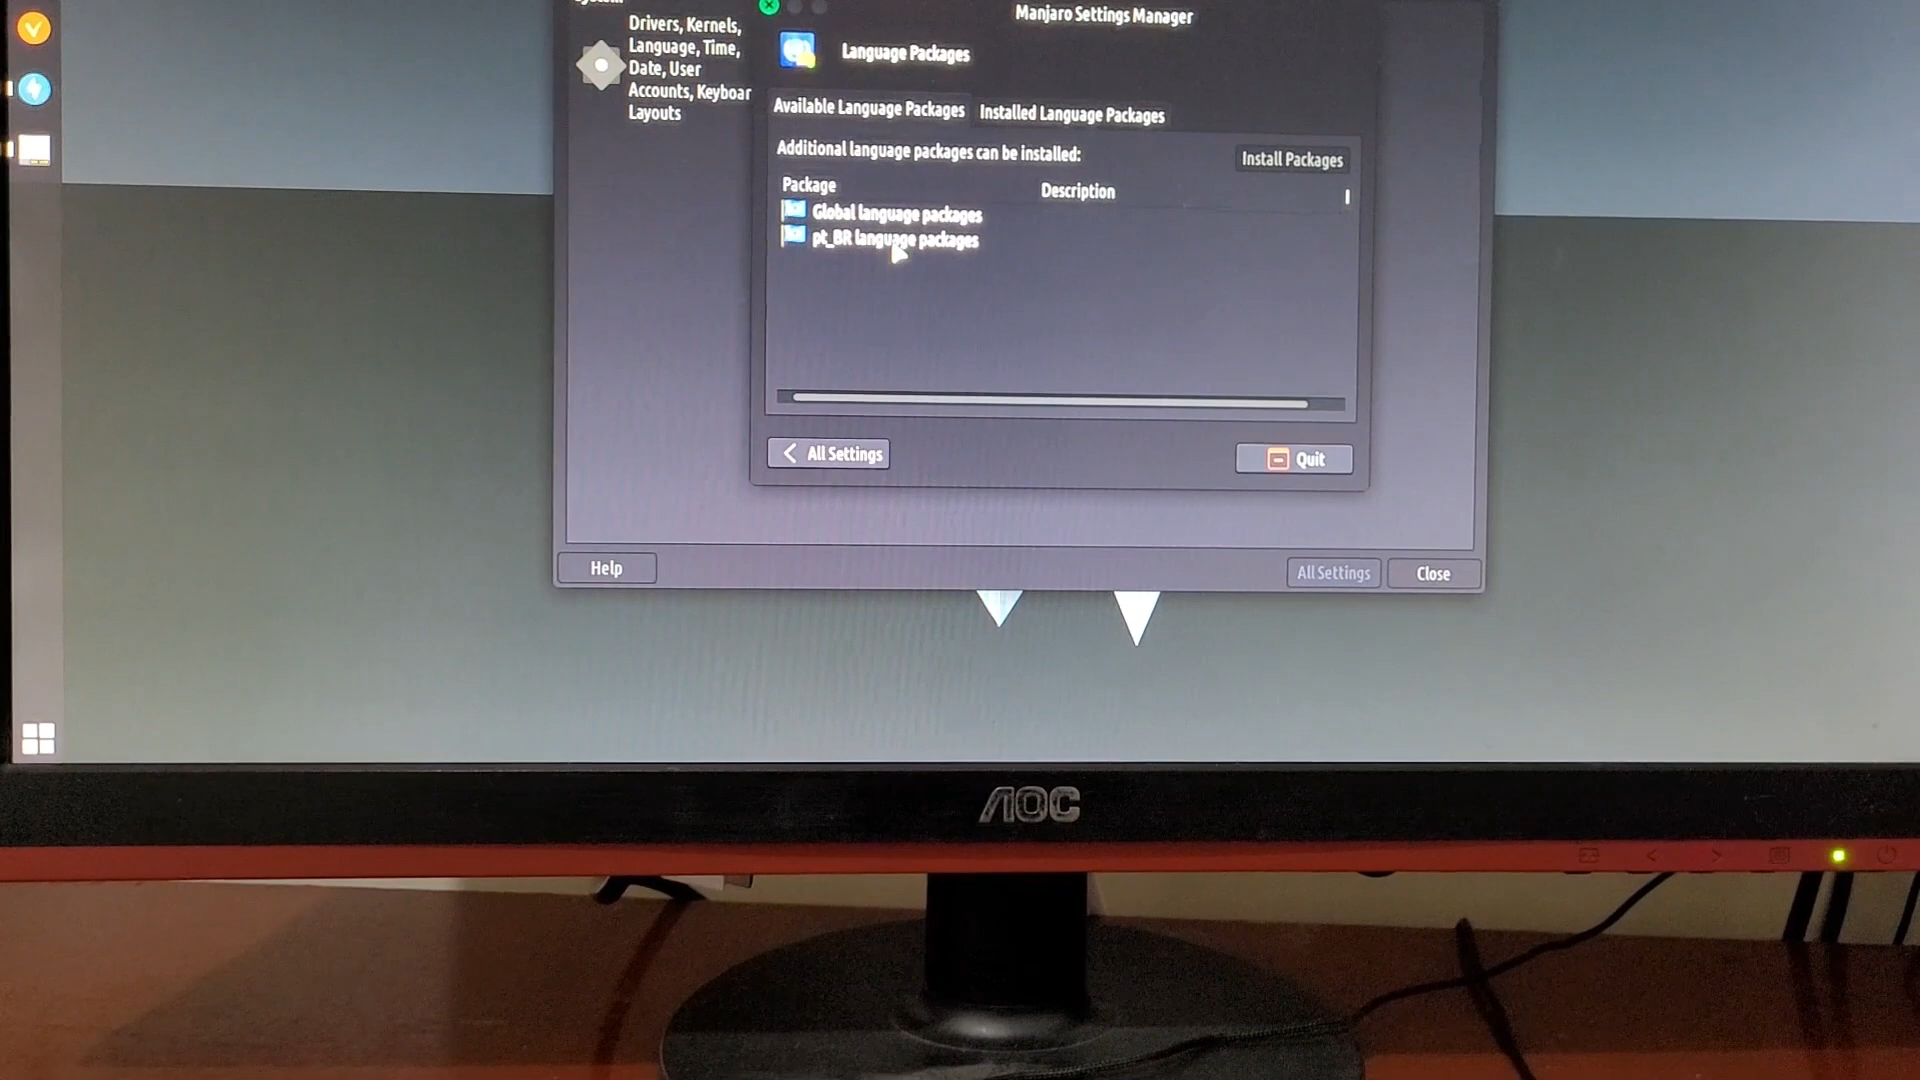 Manjaro Settings Manager
Drivers, Kernels,
Language, Time,
Date, User
Accounts, Keyboar
Layouts
Language Packages
Available Language Packages
Installed Language Packages
Additional language packages can be installed:
Install Packages
Package
Description
Global language packages
pt_BR language packages
All Settings
Quit
Help
All Settings
Close
AOC